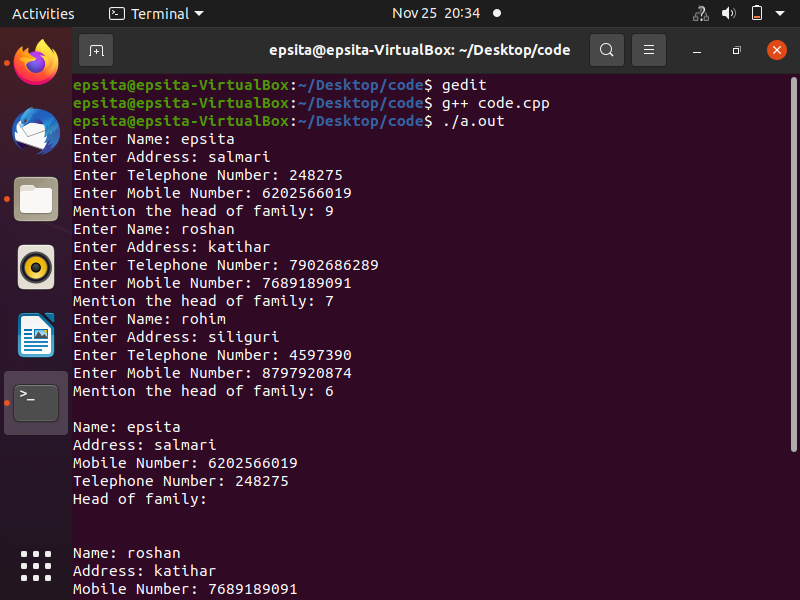 Activities
Terminal
Nov 25 20:34
epsita@epsita-VirtualBox: ~/Desktop/code
epsita@epsita-VirtualBox:~/Desktop/code$ gedit
epsita@epsita-VirtualBox:~/Desktop/code$ g++ code.cpp
epsita@epsita-VirtualBox:~/Desktop/code$ ./a.out
Enter Name: epsita
Enter Address: salmari
Enter Telephone Number: 248275
Enter Mobile Number: 6202566019
Mention the head of family: 9
Enter Name: roshan
Enter Address: katihar
Enter Telephone Number: 7902686289
Enter Mobile Number: 7689189091
Mention the head of family: 7
Enter Name: rohim
Enter Address: siliguri
Enter Telephone Number: 4597390
Enter Mobile Number: 8797920874
Mention the head of family: 6
Name: epsita
Address: salmari
Mobile Number: 6202566019
Telephone Number: 248275
Head of family:
Name: roshan
Address: katihar
Mobile Number: 7689189091